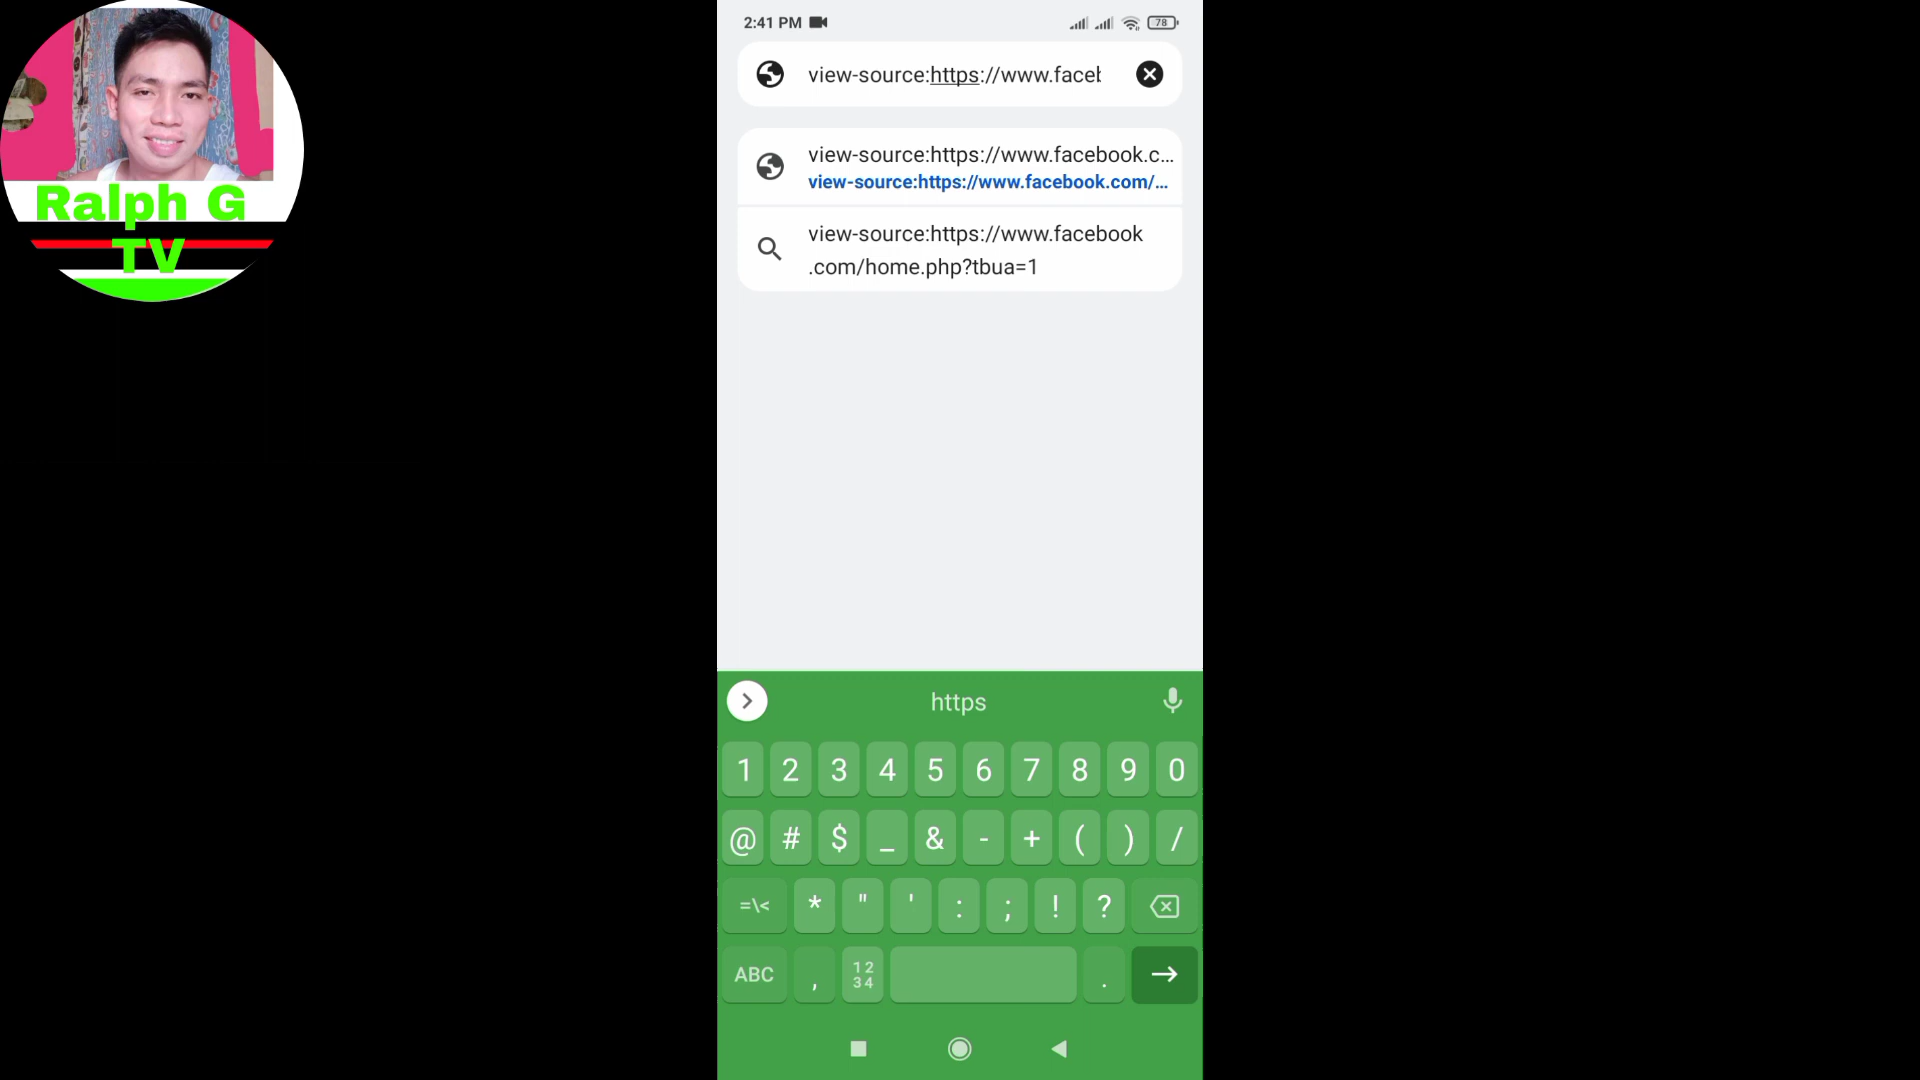 Ralph G
TV
2:41 PM
78
view-source:https://www.faceb
view-source:https://www.facebook.c...
view-source:https://www.facebook.com/...
view-source:https://www.facebook
.com/home.php?tbua=1
https
1 2 3 4 5 6 7 8 9 0
@ # $ _ & - + ( ) /
=\< * " ' : ; ! ?
ABC , 12 34 .